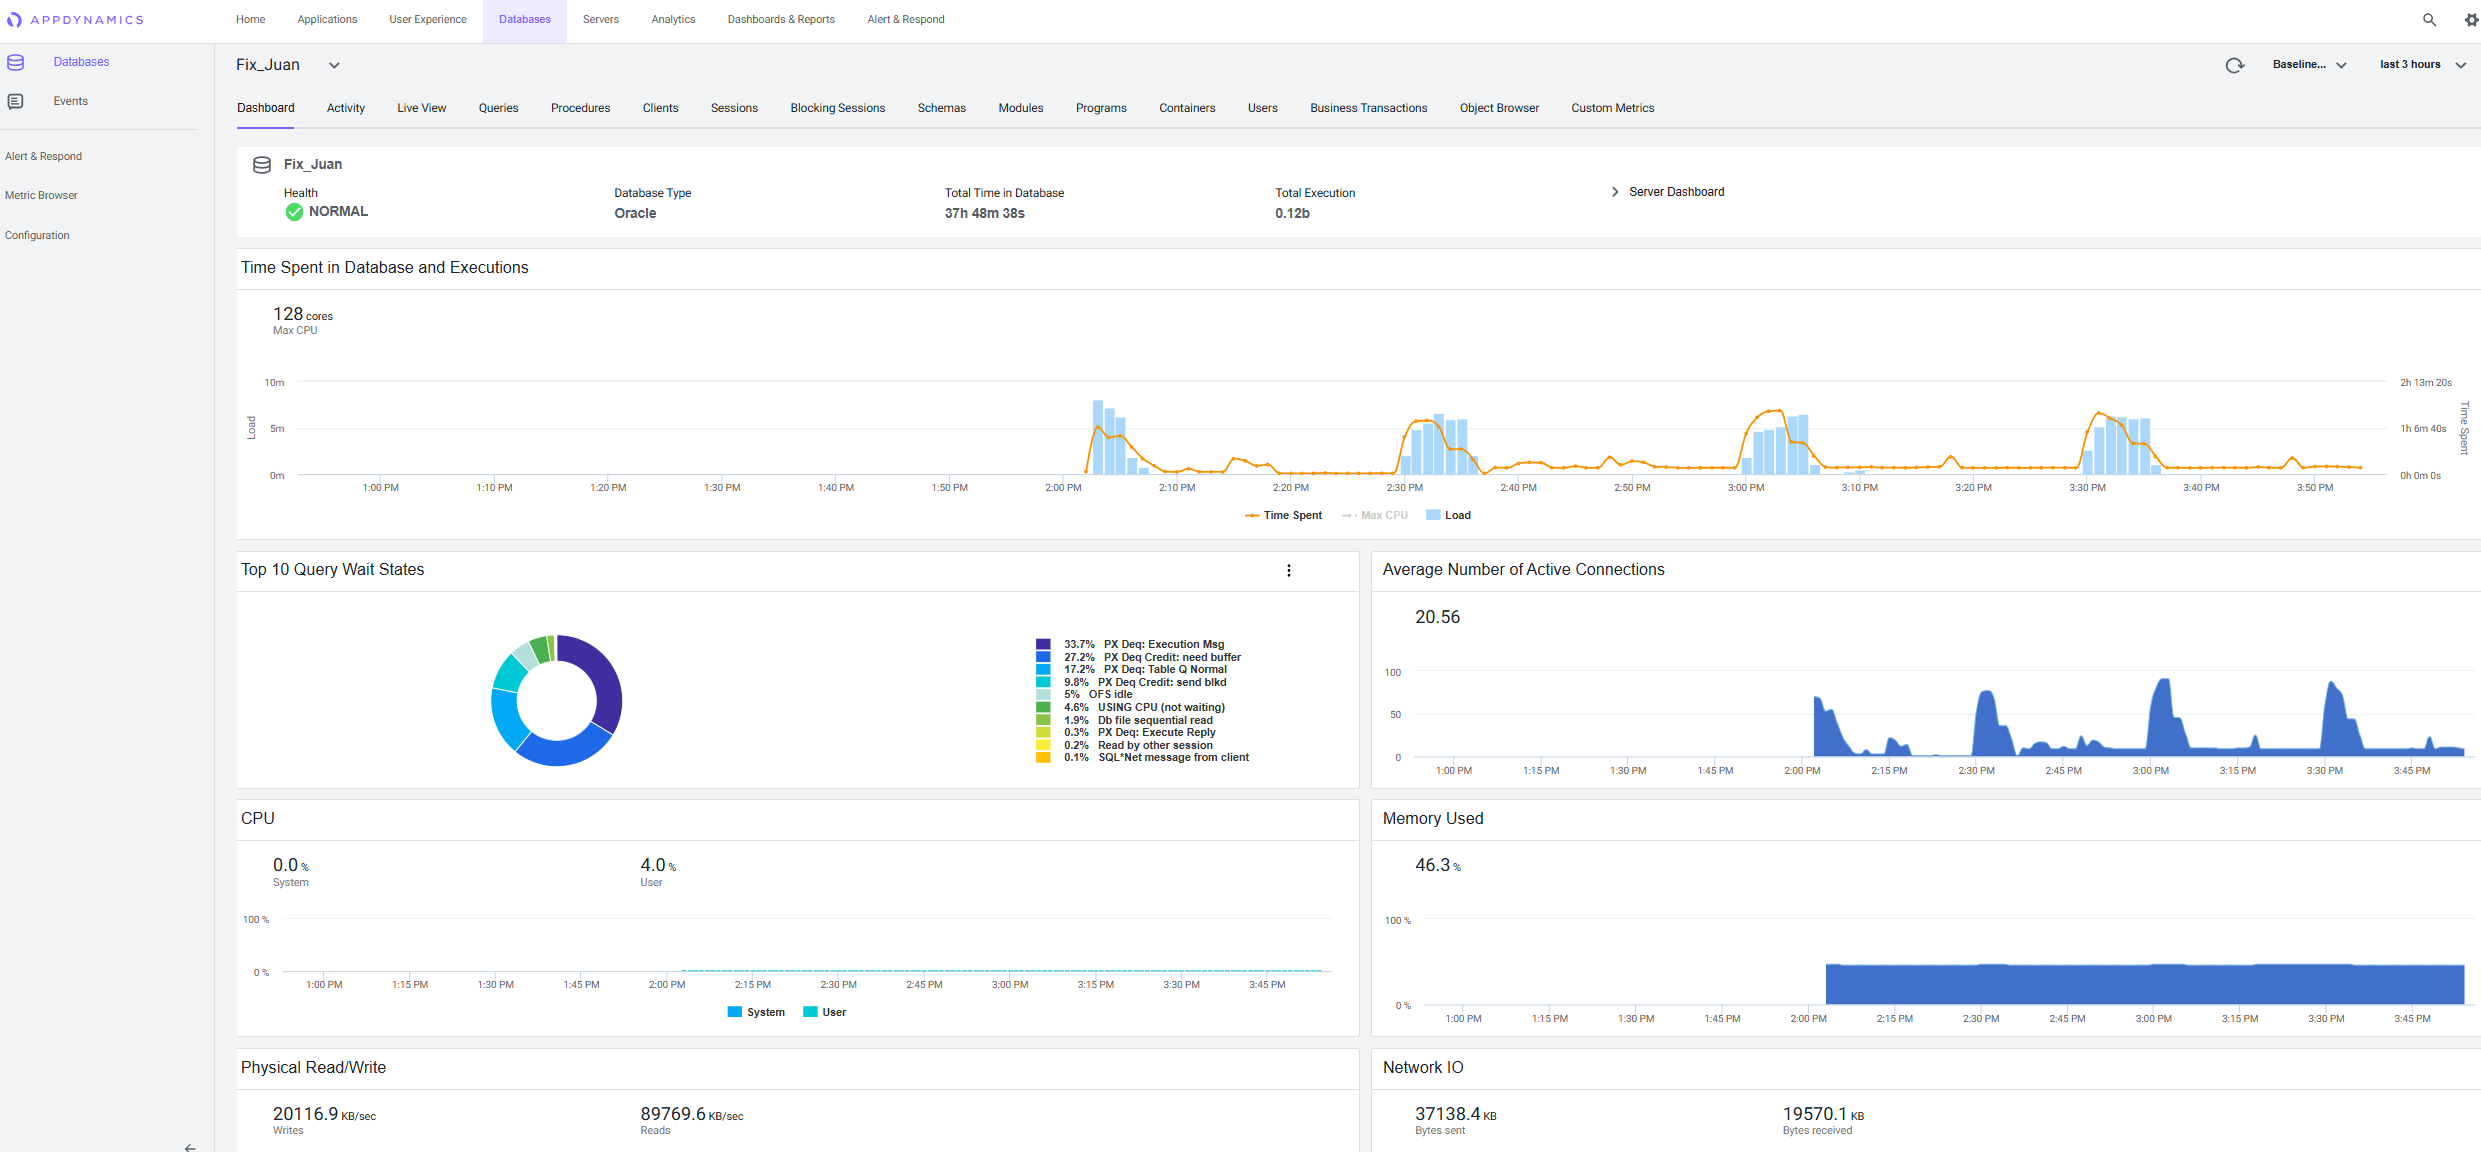 APPDYNAMICS
Home Applications User Experience Databases Servers Analytics Dashboards & Reports Alert & Respond
Databases
Events
Alert & Respond
Metric Browser
Configuration
Fix_Juan
Baseline... last 3 hours
Dashboard Activity Live View Queries Procedures Clients Sessions Blocking Sessions Schemas Modules Programs Containers Users Business Transactions Object Browser Custom Metrics
Fix_Juan
Health Database Type Total Time in Database Total Execution Server Dashboard
NORMAL Oracle 37h 48m 38s 0.12b
Time Spent in Database and Executions
128 cores
Max CPU
10m 2h 13m 20s
5m 1h 6m 40s
0m 0h 0m 0s
Load
Time Spent
1:00 PM 1:10 PM 1:20 PM 1:30 PM 1:40 PM 1:50 PM 2:00 PM 2:10 PM 2:20 PM 2:30 PM 2:40 PM 2:50 PM 3:00 PM 3:10 PM 3:20 PM 3:30 PM 3:40 PM 3:50 PM
Time Spent Max CPU Load
Top 10 Query Wait States
33.7% PX Deq: Execution Msg
27.2% PX Deq Credit: need buffer
17.2% PX Deq: Table Q Normal
9.8% PX Deq Credit: send blkd
5% OFS idle
4.6% USING CPU (not waiting)
1.9% Db file sequential read
0.3% PX Deq: Execute Reply
0.2% Read by other session
0.1% SQL*Net message from client
Average Number of Active Connections
20.56
100
50
0
1:00 PM 1:15 PM 1:30 PM 1:45 PM 2:00 PM 2:15 PM 2:30 PM 2:45 PM 3:00 PM 3:15 PM 3:30 PM 3:45 PM
CPU
0.0 % 4.0 %
System User
100 %
0 %
1:00 PM 1:15 PM 1:30 PM 1:45 PM 2:00 PM 2:15 PM 2:30 PM 2:45 PM 3:00 PM 3:15 PM 3:30 PM 3:45 PM
System User
Memory Used
46.3 %
100 %
0 %
1:00 PM 1:15 PM 1:30 PM 1:45 PM 2:00 PM 2:15 PM 2:30 PM 2:45 PM 3:00 PM 3:15 PM 3:30 PM 3:45 PM
Physical Read/Write
20116.9 KB/sec 89769.6 KB/sec
Writes Reads
Network IO
37138.4 KB 19570.1 KB
Bytes sent Bytes received